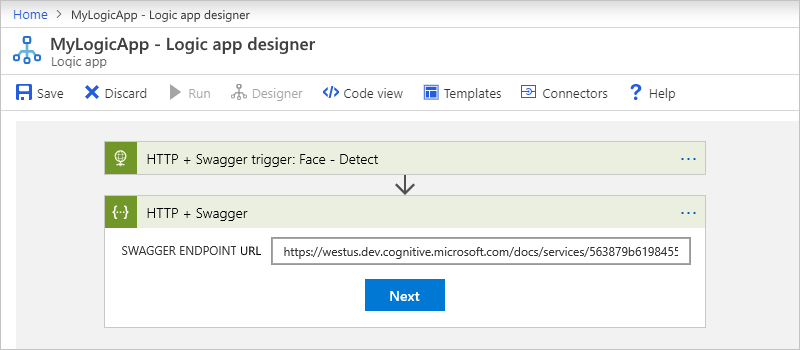 Home > MyLogicApp - Logic app designer
MyLogicApp - Logic app designer
Logic app
Save Discard Run Designer </> Code view Templates Connectors ? Help
HTTP + Swagger trigger: Face - Detect ...
{··} HTTP + Swagger ...
SWAGGER ENDPOINT URL https://westus.dev.cognitive.microsoft.com/docs/services/563879b6198455
Next